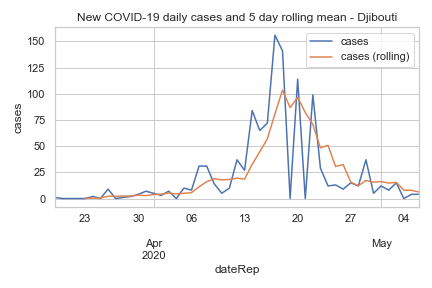 New COVID-19 daily cases and 5 day rolling mean - Djibouti
cases
cases (rolling)
150
125
100
75
50
25
0
cases
23
30
06
13
20
27
04
Apr
2020
May
dateRep